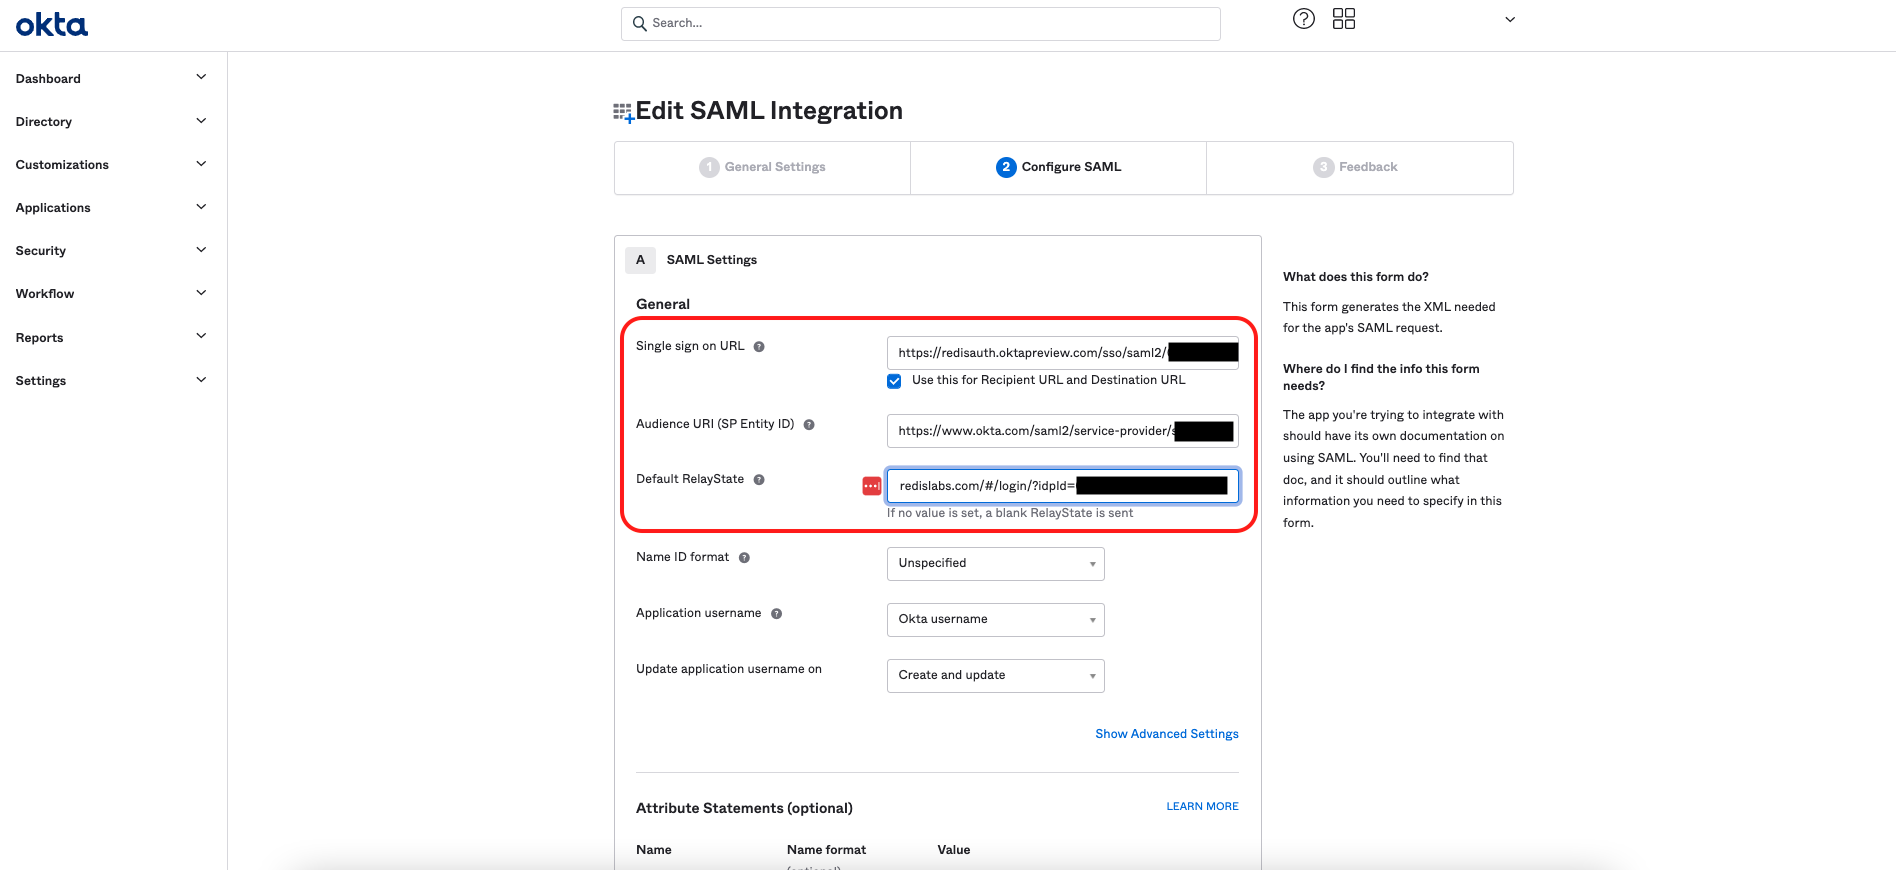 okta
Search...
Dashboard
Directory
Customizations
Applications
Security
Workflow
Reports
Settings
Edit SAML Integration
1 General Settings
2 Configure SAML
3 Feedback
A SAML Settings
General
Single sign on URL
https://redisauth.oktapreview.com/sso/saml2/
Use this for Recipient URL and Destination URL
Audience URI (SP Entity ID)
https://www.okta.com/saml2/service-provider/s
Default RelayState
redislabs.com/#/login/?idpId=
If no value is set, a blank RelayState is sent
Name ID format
Unspecified
Application username
Okta username
Update application username on
Create and update
Show Advanced Settings
Attribute Statements (optional)
LEARN MORE
Name Name format Value
(optional)
What does this form do?
This form generates the XML needed
for the app's SAML request.
Where do I find the info this form
needs?
The app you're trying to integrate with
should have its own documentation on
using SAML. You'll need to find that
doc, and it should outline what
information you need to specify in this
form.